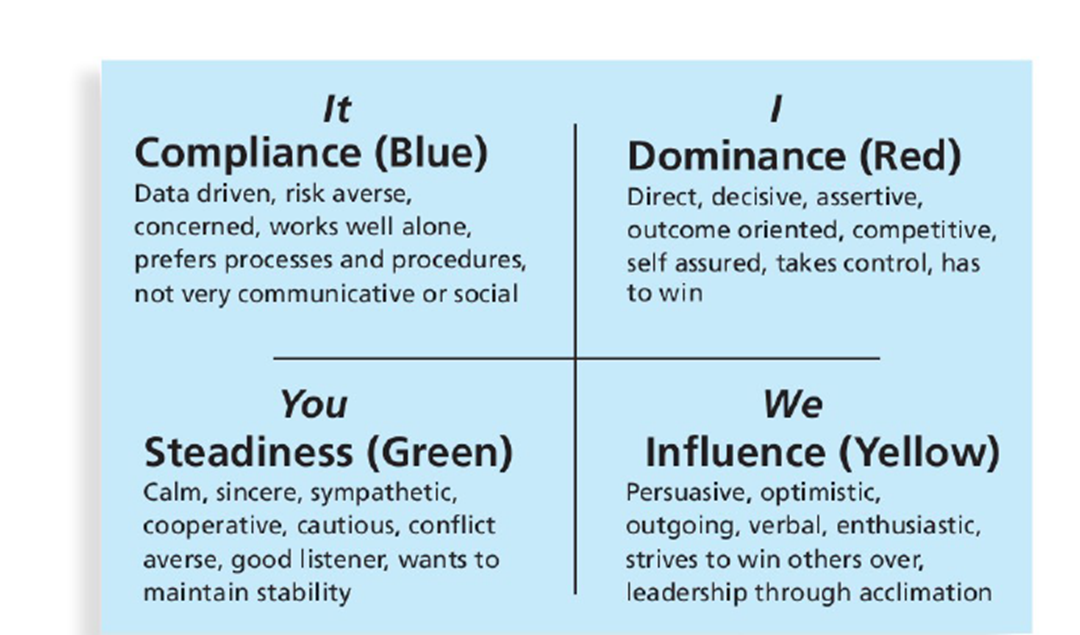 It
Compliance (Blue)
Data driven, risk averse,
concerned, works well alone,
prefers processes and procedures,
not very communicative or social
I
Dominance (Red)
Direct, decisive, assertive,
outcome oriented, competitive,
self assured, takes control, has
to win
You
Steadiness (Green)
Calm, sincere, sympathetic,
cooperative, cautious, conflict
averse, good listener, wants to
maintain stability
We
Influence (Yellow)
Persuasive, optimistic,
outgoing, verbal, enthusiastic,
strives to win others over,
leadership through acclimation